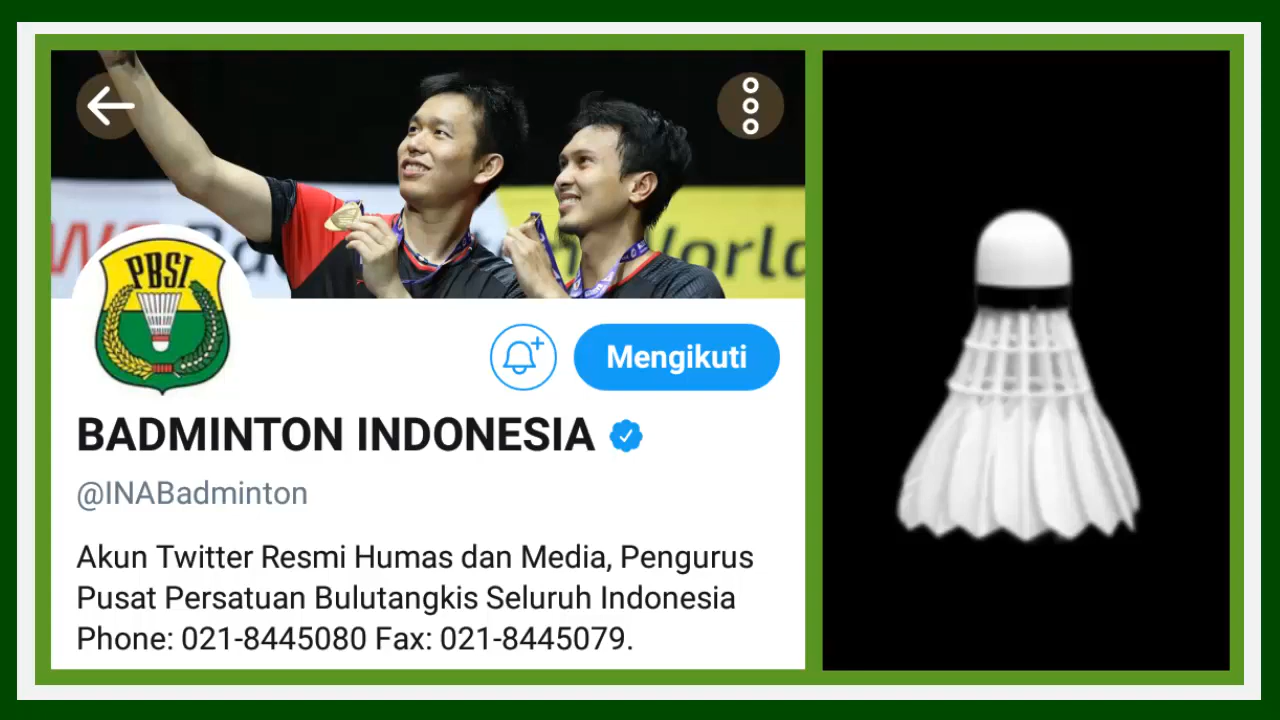 PBSI
Mengikuti
BADMINTON INDONESIA
@INABadminton
Akun Twitter Resmi Humas dan Media, Pengurus
Pusat Persatuan Bulutangkis Seluruh Indonesia
Phone: 021-8445080 Fax: 021-8445079.